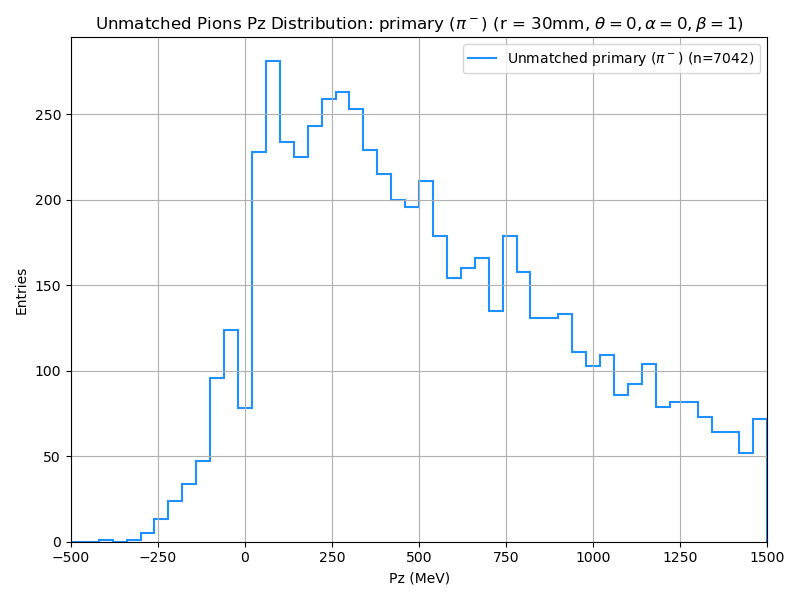 Unmatched Pions Pz Distribution: primary (π⁻) (r = 30mm, θ = 0, α = 0, β = 1)
Unmatched primary (π⁻) (n=7042)
Entries
250
200
150
100
50
0
−500 −250 0 250 500 750 1000 1250 1500
Pz (MeV)